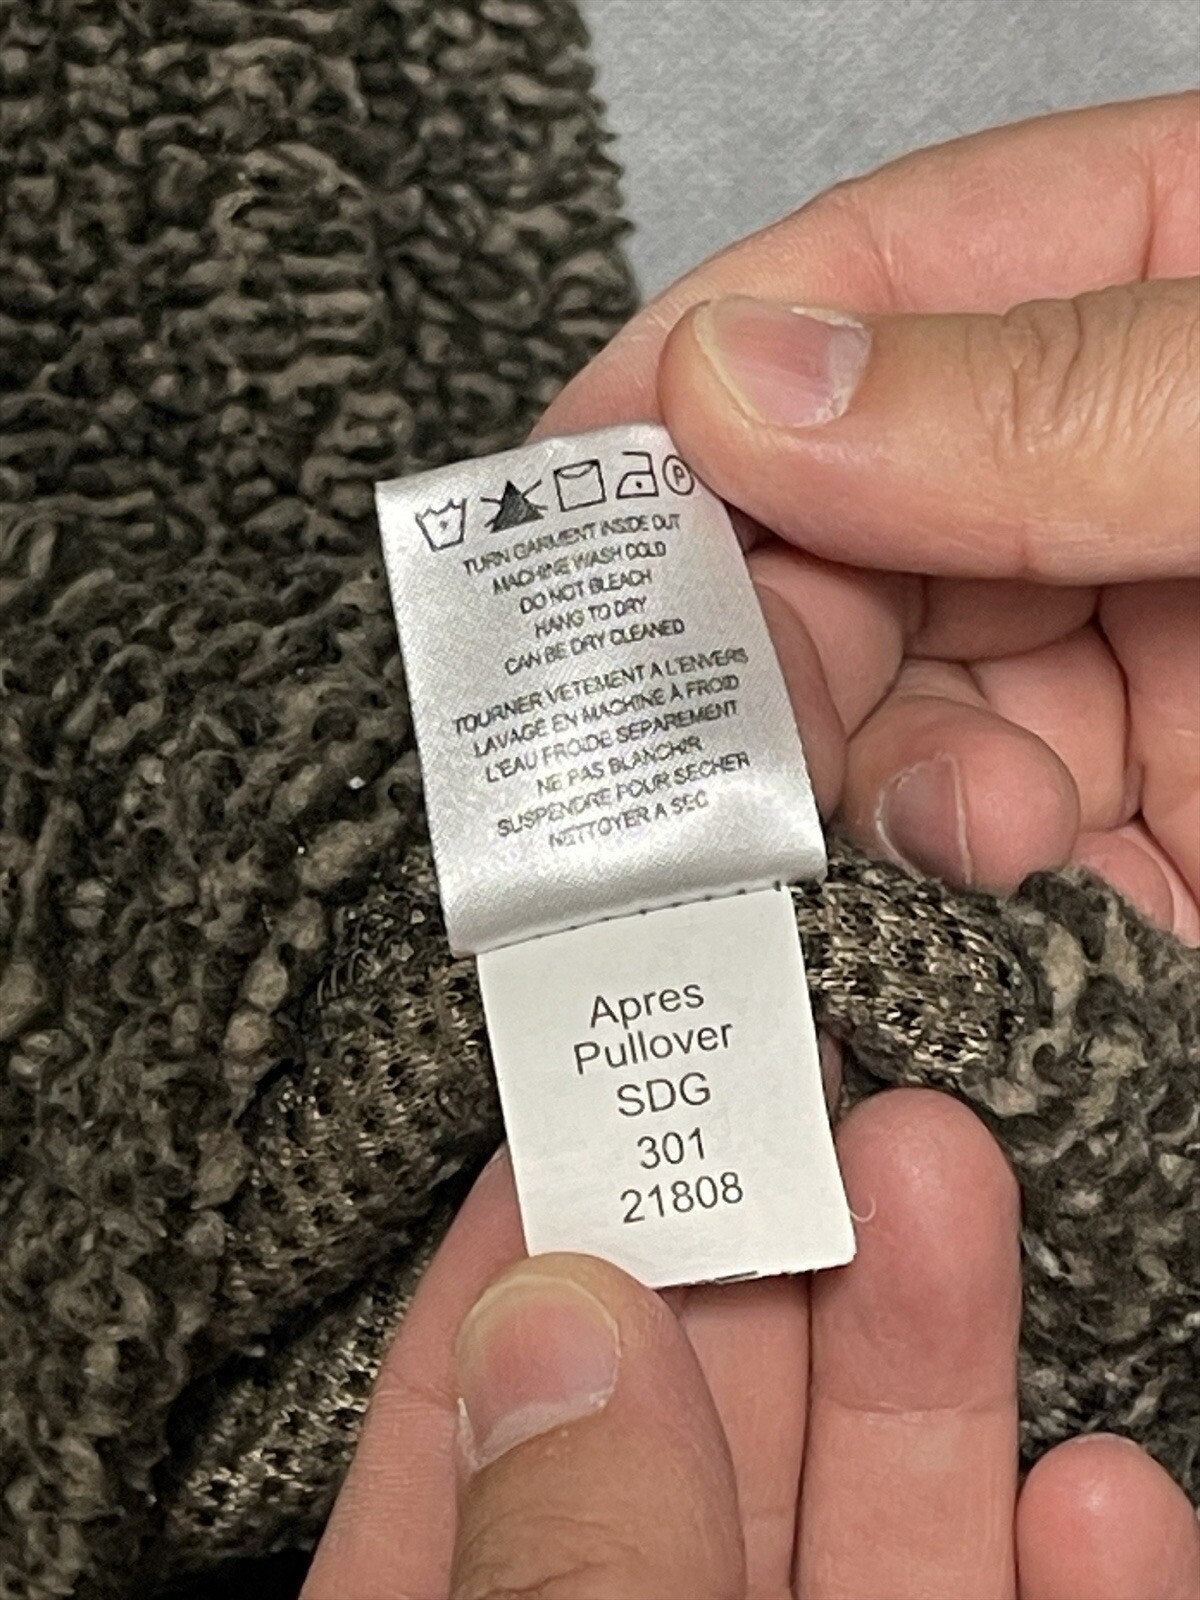 P
TURN GARMENT INSIDE OUT
MACHINE WASH COLD
DO NOT BLEACH
HANG TO DRY
CAN BE DRY CLEANED
TOURNER VETEMENT A L'ENVERS
LAVAGE EN MACHINE À FROID
L'EAU FROIDE SEPAREMENT
NE PAS BLANCHIR
SUSPENDRE POUR SECHER
NETTOYER A SEC
Apres
Pullover
SDG
301
21808